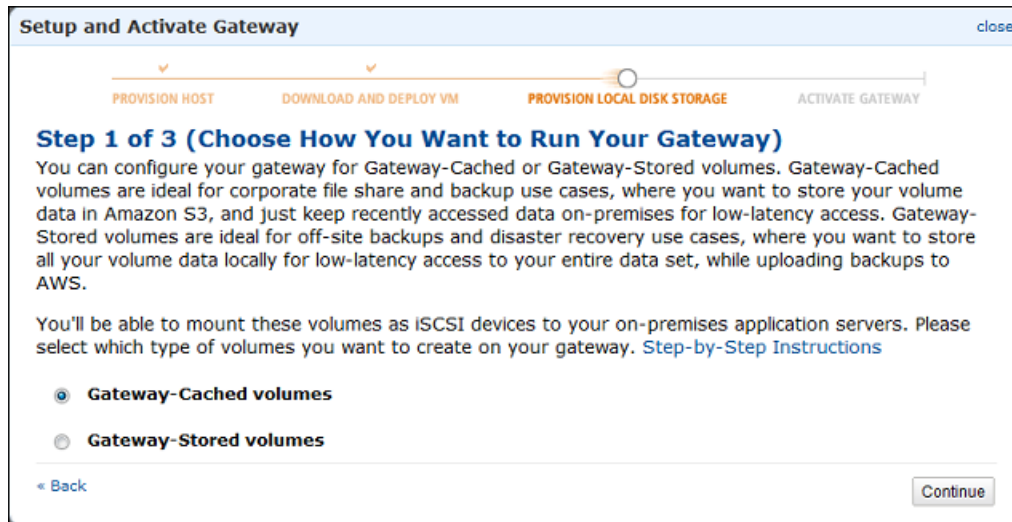 Setup and Activate Gateway
close
PROVISION HOST
DOWNLOAD AND DEPLOY VM
PROVISION LOCAL DISK STORAGE
ACTIVATE GATEWAY
Step 1 of 3 (Choose How You Want to Run Your Gateway)
You can configure your gateway for Gateway-Cached or Gateway-Stored volumes. Gateway-Cached
volumes are ideal for corporate file share and backup use cases, where you want to store your volume
data in Amazon S3, and just keep recently accessed data on-premises for low-latency access. Gateway-
Stored volumes are ideal for off-site backups and disaster recovery use cases, where you want to store
all your volume data locally for low-latency access to your entire data set, while uploading backups to
AWS.
You'll be able to mount these volumes as iSCSI devices to your on-premises application servers. Please
select which type of volumes you want to create on your gateway. Step-by-Step Instructions
Gateway-Cached volumes
Gateway-Stored volumes
« Back
Continue